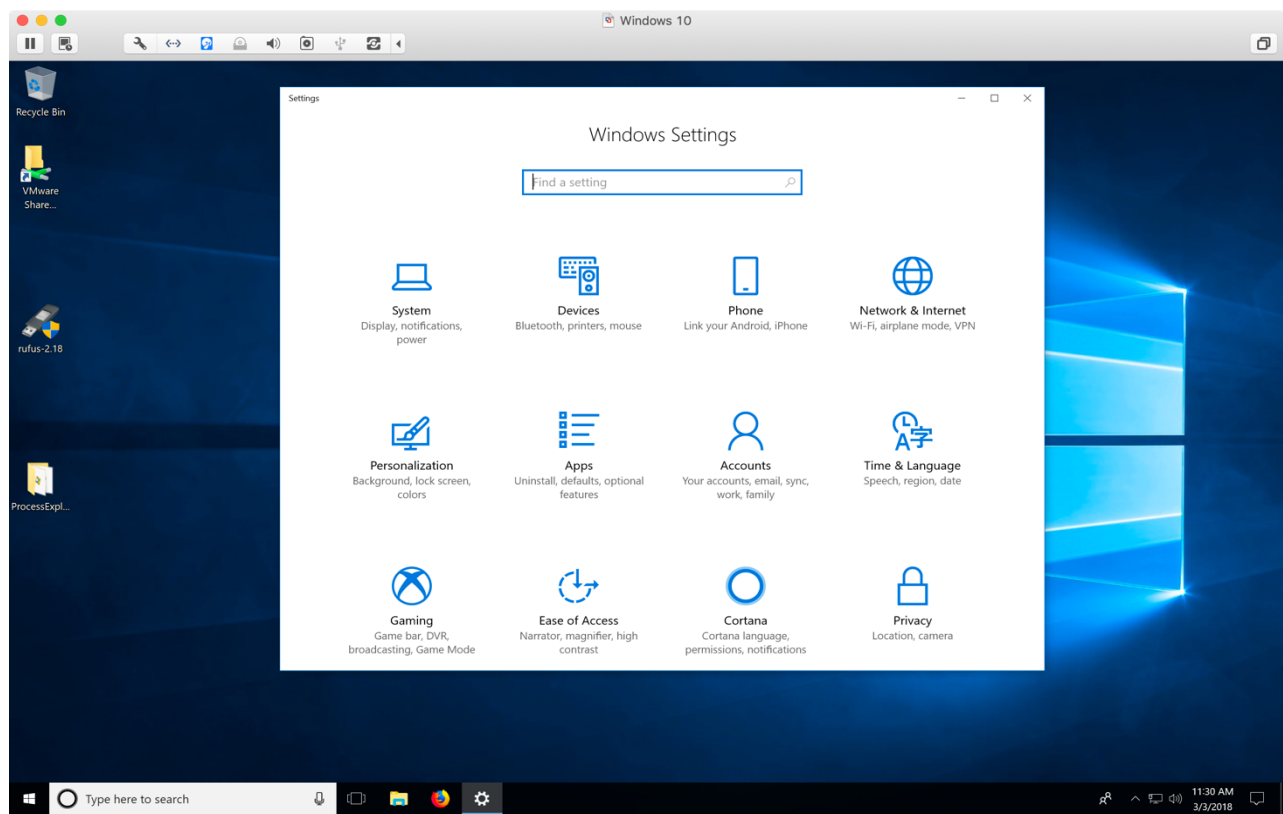 Windows 10
Recycle Bin
VMware
Share...
rufus-2.18
ProcessExpl...
Settings
Windows Settings
Find a setting
System
Display, notifications,
power
Devices
Bluetooth, printers, mouse
Phone
Link your Android, iPhone
Network & Internet
Wi-Fi, airplane mode, VPN
Personalization
Background, lock screen,
colors
Apps
Uninstall, defaults, optional
features
Accounts
Your accounts, email, sync,
work, family
Time & Language
Speech, region, date
Gaming
Game bar, DVR,
broadcasting, Game Mode
Ease of Access
Narrator, magnifier, high
contrast
Cortana
Cortana language,
permissions, notifications
Privacy
Location, camera
Type here to search
11:30 AM
3/3/2018